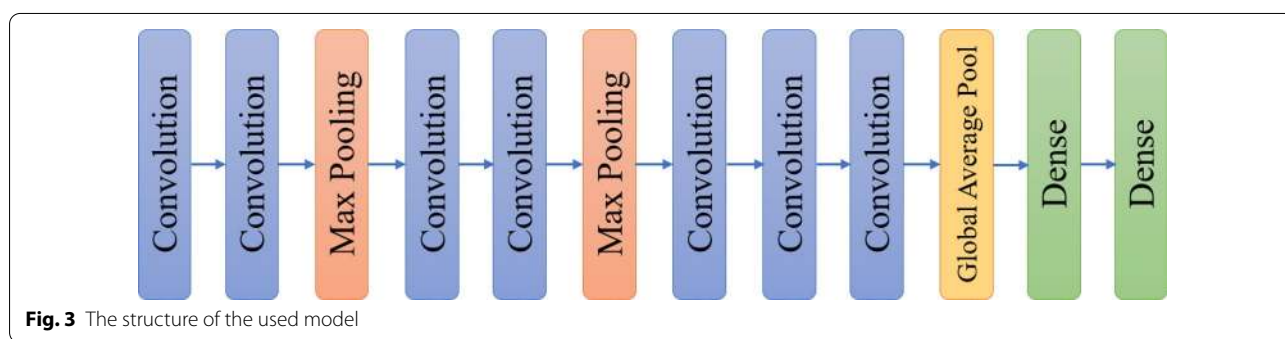 Convolution
Convolution
Max Pooling
Convolution
Convolution
Max Pooling
Convolution
Convolution
Convolution
Global Average Pool
Dense
Dense
Fig. 3 The structure of the used model